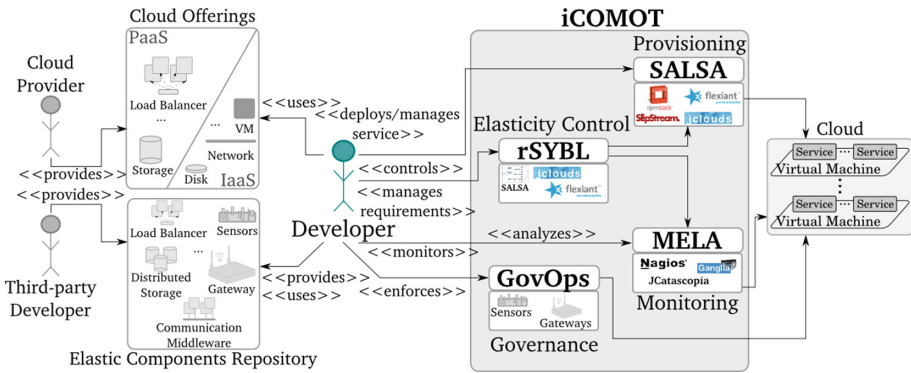 Cloud Offerings
PaaS
Load Balancer
...
VM
Storage
Network
Disk
IaaS
Cloud
Provider
<<provides>>
<<provides>>
Third-party
Developer
Load Balancer
Sensors
...
Distributed
Storage
Gateway
Communication
Middleware
Elastic Components Repository
<<uses>>
<<deploys/manages
service>>
<<controls>>
<<manages
requirements>>
Developer
<<monitors>>
<<analyzes>>
<<provides>>
<<uses>>
<<enforces>>
iCOMOT
Provisioning
SALSA
openstack
flexiant
SlipStream.
jclouds
Elasticity Control
rSYBL
SALSA
jclouds
flexiant
MELA
Nagios
Ganglia
JCatascopia
Monitoring
GovOps
Sensors
Gateways
Governance
Cloud
Service ... Service
Virtual Machine
Service ... Service
Virtual Machine